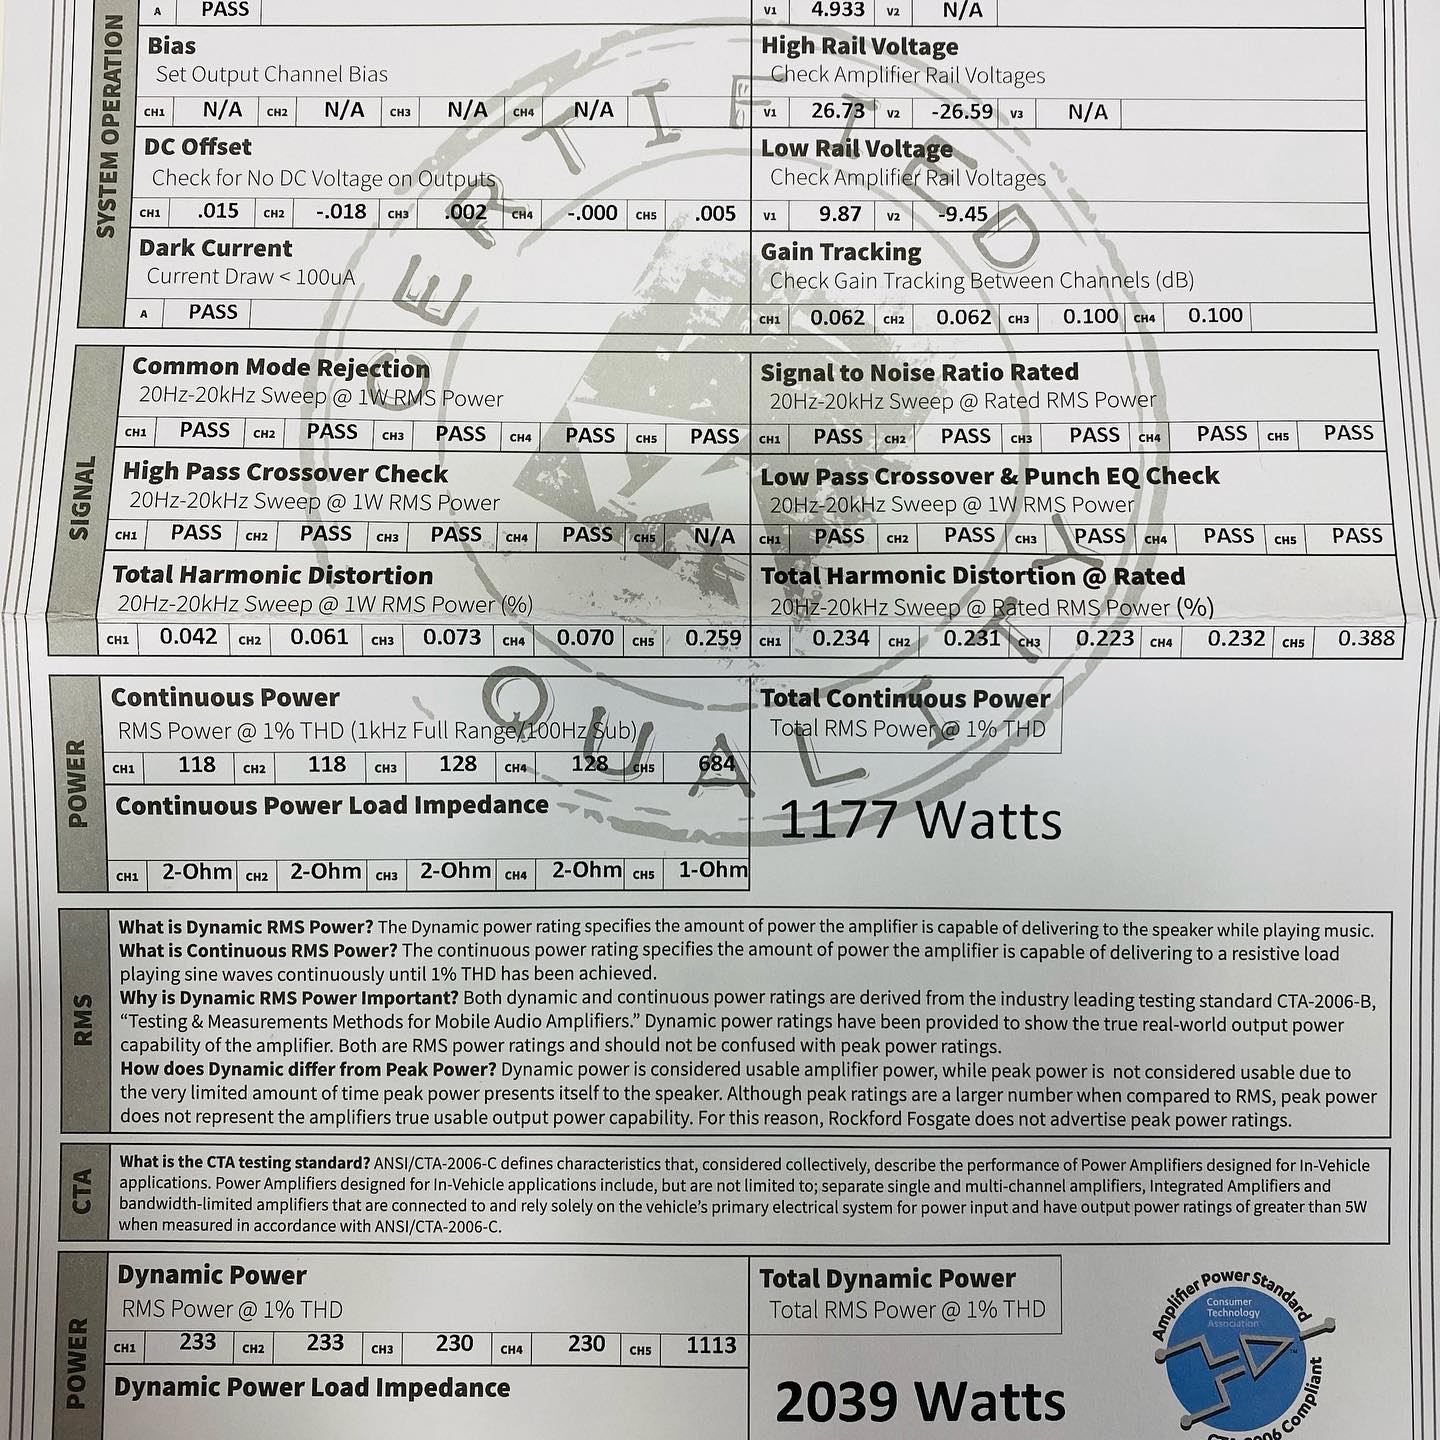 SYSTEM OPERATION
A PASS
V1 4.933 V2 N/A
Bias
Set Output Channel Bias
CH1 N/A CH2 N/A CH3 N/A CH4 N/A
High Rail Voltage
Check Amplifier Rail Voltages
V1 26.73 V2 -26.59 V3 N/A
DC Offset
Check for No DC Voltage on Outputs
CH1 .015 CH2 -.018 CH3 .002 CH4 -.000 CH5 .005
Low Rail Voltage
Check Amplifier Rail Voltages
V1 9.87 V2 -9.45
Dark Current
Current Draw < 100uA
A PASS
Gain Tracking
Check Gain Tracking Between Channels (dB)
CH1 0.062 CH2 0.062 CH3 0.100 CH4 0.100
CERTIFIED
QUALITY
SIGNAL
Common Mode Rejection
20Hz-20kHz Sweep @ 1W RMS Power
CH1 PASS CH2 PASS CH3 PASS CH4 PASS CH5 PASS
Signal to Noise Ratio Rated
20Hz-20kHz Sweep @ Rated RMS Power
CH1 PASS CH2 PASS CH3 PASS CH4 PASS CH5 PASS
High Pass Crossover Check
20Hz-20kHz Sweep @ 1W RMS Power
CH1 PASS CH2 PASS CH3 PASS CH4 PASS CH5 N/A
Low Pass Crossover & Punch EQ Check
20Hz-20kHz Sweep @ 1W RMS Power
CH1 PASS CH2 PASS CH3 PASS CH4 PASS CH5 PASS
Total Harmonic Distortion
20Hz-20kHz Sweep @ 1W RMS Power (%)
CH1 0.042 CH2 0.061 CH3 0.073 CH4 0.070 CH5 0.259
Total Harmonic Distortion @ Rated
20Hz-20kHz Sweep @ Rated RMS Power (%)
CH1 0.234 CH2 0.231 CH3 0.223 CH4 0.232 CH5 0.388
POWER
Continuous Power
RMS Power @ 1% THD (1kHz Full Range/100Hz Sub)
CH1 118 CH2 118 CH3 128 CH4 128 CH5 684
Continuous Power Load Impedance
CH1 2-Ohm CH2 2-Ohm CH3 2-Ohm CH4 2-Ohm CH5 1-Ohm
Total Continuous Power
Total RMS Power @ 1% THD
1177 Watts
RMS
What is Dynamic RMS Power? The Dynamic power rating specifies the amount of power the amplifier is capable of delivering to the speaker while playing music.
What is Continuous RMS Power? The continuous power rating specifies the amount of power the amplifier is capable of delivering to a resistive load
playing sine waves continuously until 1% THD has been achieved.
Why is Dynamic RMS Power Important? Both dynamic and continuous power ratings are derived from the industry leading testing standard CTA-2006-B,
“Testing & Measurements Methods for Mobile Audio Amplifiers.” Dynamic power ratings have been provided to show the true real-world output power
capability of the amplifier. Both are RMS power ratings and should not be confused with peak power ratings.
How does Dynamic differ from Peak Power? Dynamic power is considered usable amplifier power, while peak power is not considered usable due to
the very limited amount of time peak power presents itself to the speaker. Although peak ratings are a larger number when compared to RMS, peak power
does not represent the amplifiers true usable output power capability. For this reason, Rockford Fosgate does not advertise peak power ratings.
CTA
What is the CTA testing standard? ANSI/CTA-2006-C defines characteristics that, considered collectively, describe the performance of Power Amplifiers designed for In-Vehicle
applications. Power Amplifiers designed for In-Vehicle applications include, but are not limited to; separate single and multi-channel amplifiers, Integrated Amplifiers and
bandwidth-limited amplifiers that are connected to and rely solely on the vehicle's primary electrical system for power input and have output power ratings of greater than 5W
when measured in accordance with ANSI/CTA-2006-C.
POWER
Dynamic Power
RMS Power @ 1% THD
CH1 233 CH2 233 CH3 230 CH4 230 CH5 1113
Dynamic Power Load Impedance
Total Dynamic Power
Total RMS Power @ 1% THD
2039 Watts
Amplifier Power Standard
Consumer
Technology
Association
TM
CTA-2006 Compliant